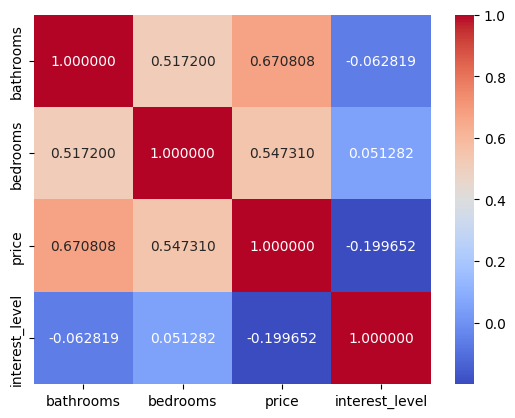 bathrooms 1.000000 0.517200 0.670808 -0.062819
bedrooms 0.517200 1.000000 0.547310 0.051282
price 0.670808 0.547310 1.000000 -0.199652
interest_level -0.062819 0.051282 -0.199652 1.000000
bathrooms bedrooms price interest_level
1.0
0.8
0.6
0.4
0.2
0.0